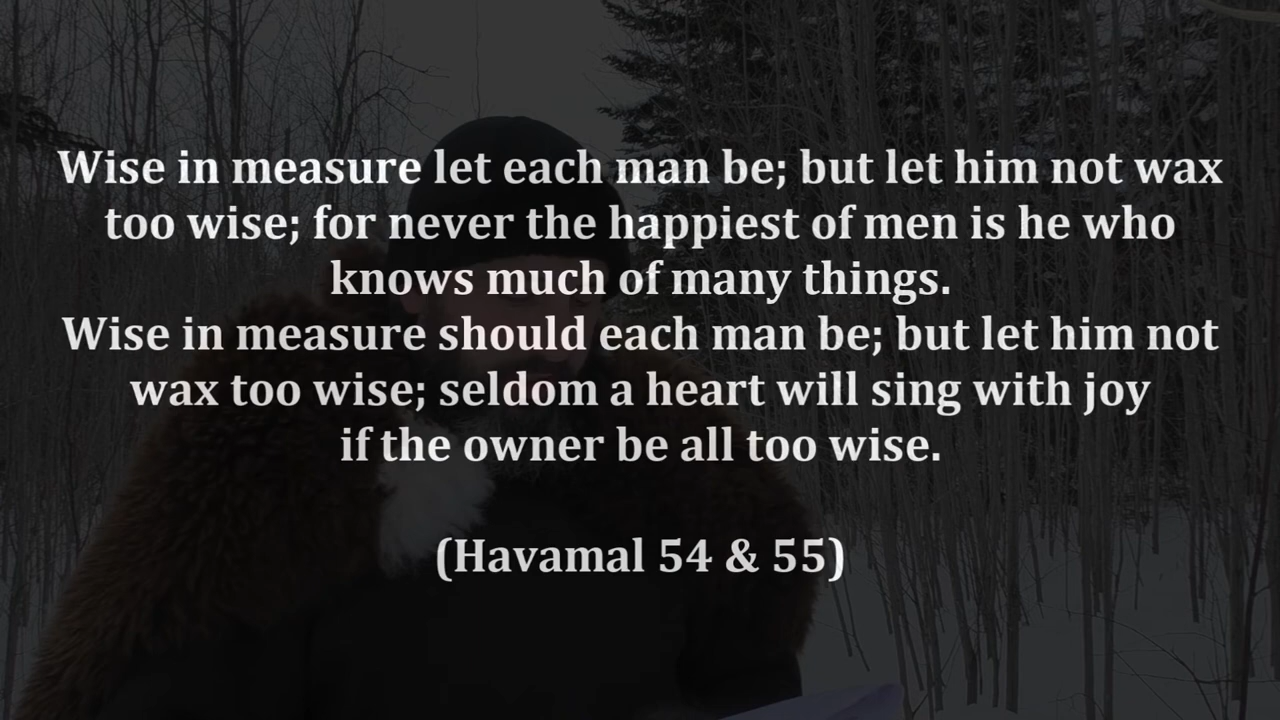 Wise in measure let each man be; but let him not wax
too wise; for never the happiest of men is he who
knows much of many things.
Wise in measure should each man be; but let him not
wax too wise; seldom a heart will sing with joy
if the owner be all too wise.
(Havamal 54 & 55)